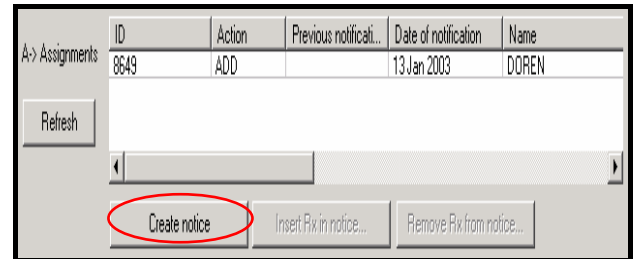 ID Action Previous notificati... Date of notification Name
A-> Assignments
8649 ADD 13 Jan 2003 DOREN
Refresh
Create notice Insert Rx in notice... Remove Rx from notice...